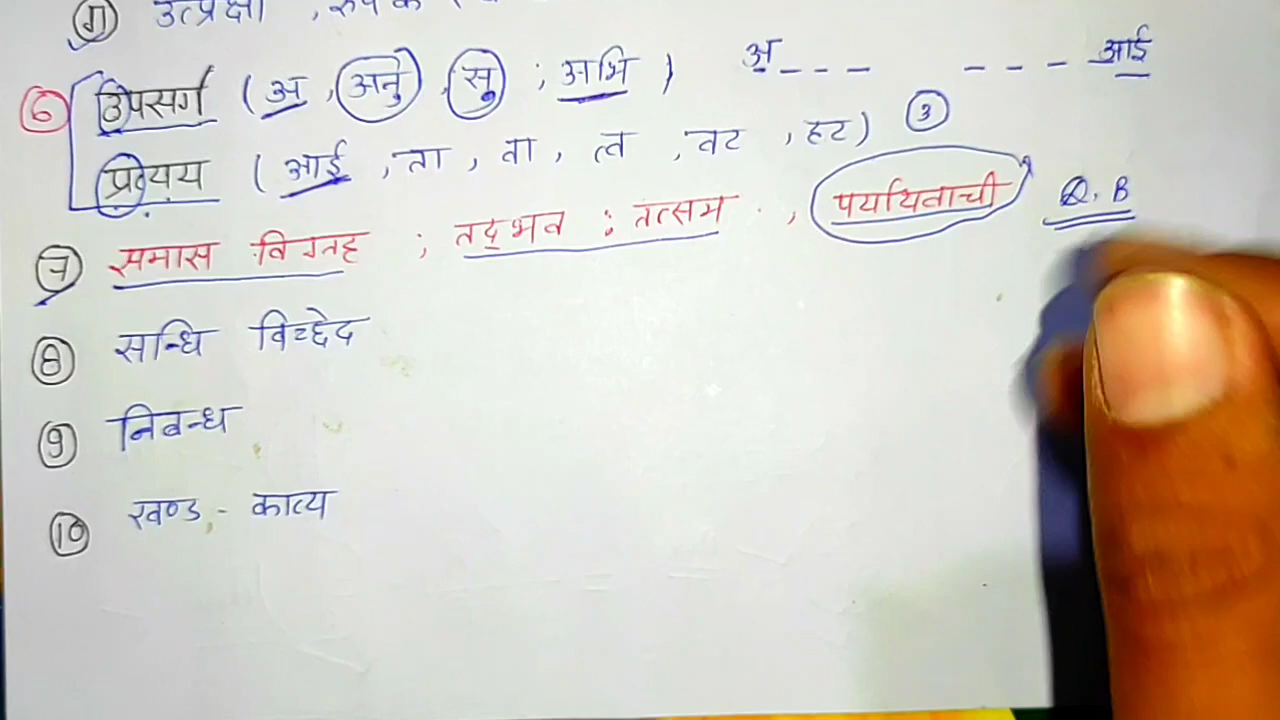 ग उत्प्रेक्षा , रूपक
6 उपसर्ग ( अ , अनु , सु ; अभि ) अ _ _ _ _ _ _ _ आई
प्रत्यय ( आई , ता , वा , त्व , वट , हट ) 3
7 समास विग्रह ; तद्भव : तत्सम , पर्यायवाची Q. B
8 सन्धि विच्छेद
9 निबन्ध
10 खण्ड - काव्य